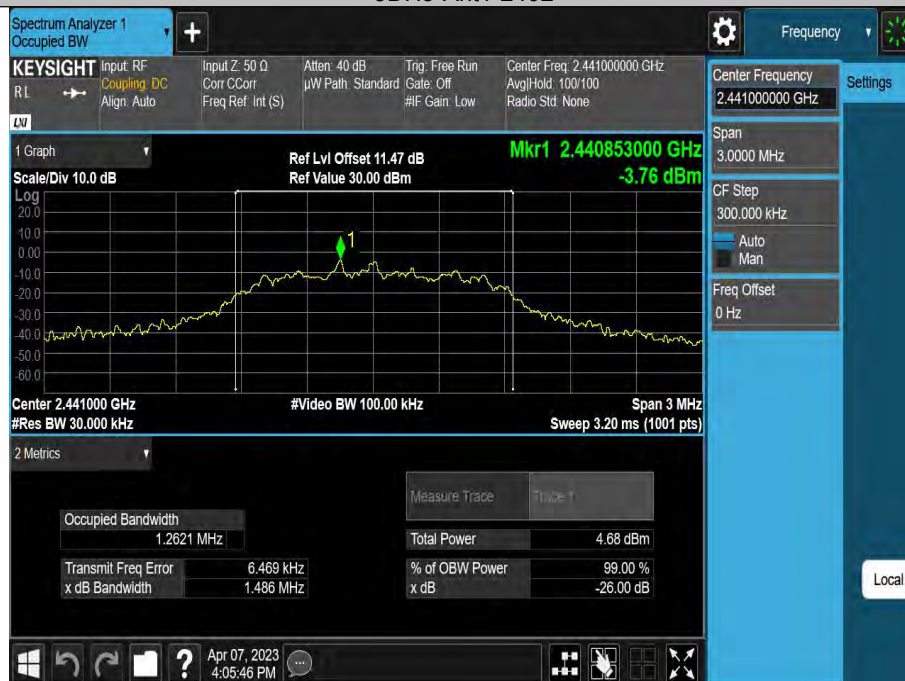 Spectrum Analyzer 1
Occupied BW
Frequency
KEYSIGHT
RL
LXI
Input: RF
Coupling: DC
Align: Auto
Input Z: 50 Ω
Corr CCorr
Freq Ref: Int (S)
Atten: 40 dB
µW Path: Standard
Trig: Free Run
Gate: Off
#IF Gain: Low
Center Freq: 2.441000000 GHz
Avg|Hold: 100/100
Radio Std: None
Center Frequency
2.441000000 GHz
Settings
Span
3.0000 MHz
CF Step
300.000 kHz
Auto
Man
Freq Offset
0 Hz
1 Graph
Scale/Div 10.0 dB
Ref Lvl Offset 11.47 dB
Ref Value 30.00 dBm
Mkr1 2.440853000 GHz
-3.76 dBm
Log
20.0
10.0
0.00
-10.0
-20.0
-30.0
-40.0
-50.0
-60.0
1
Center 2.441000 GHz
#Res BW 30.000 kHz
#Video BW 100.00 kHz
Span 3 MHz
Sweep 3.20 ms (1001 pts)
2 Metrics
Measure Trace
Trace 1
Occupied Bandwidth
1.2621 MHz
Total Power
4.68 dBm
Transmit Freq Error
6.469 kHz
% of OBW Power
99.00 %
x dB Bandwidth
1.486 MHz
x dB
-26.00 dB
Local
?
Apr 07, 2023
4:05:46 PM